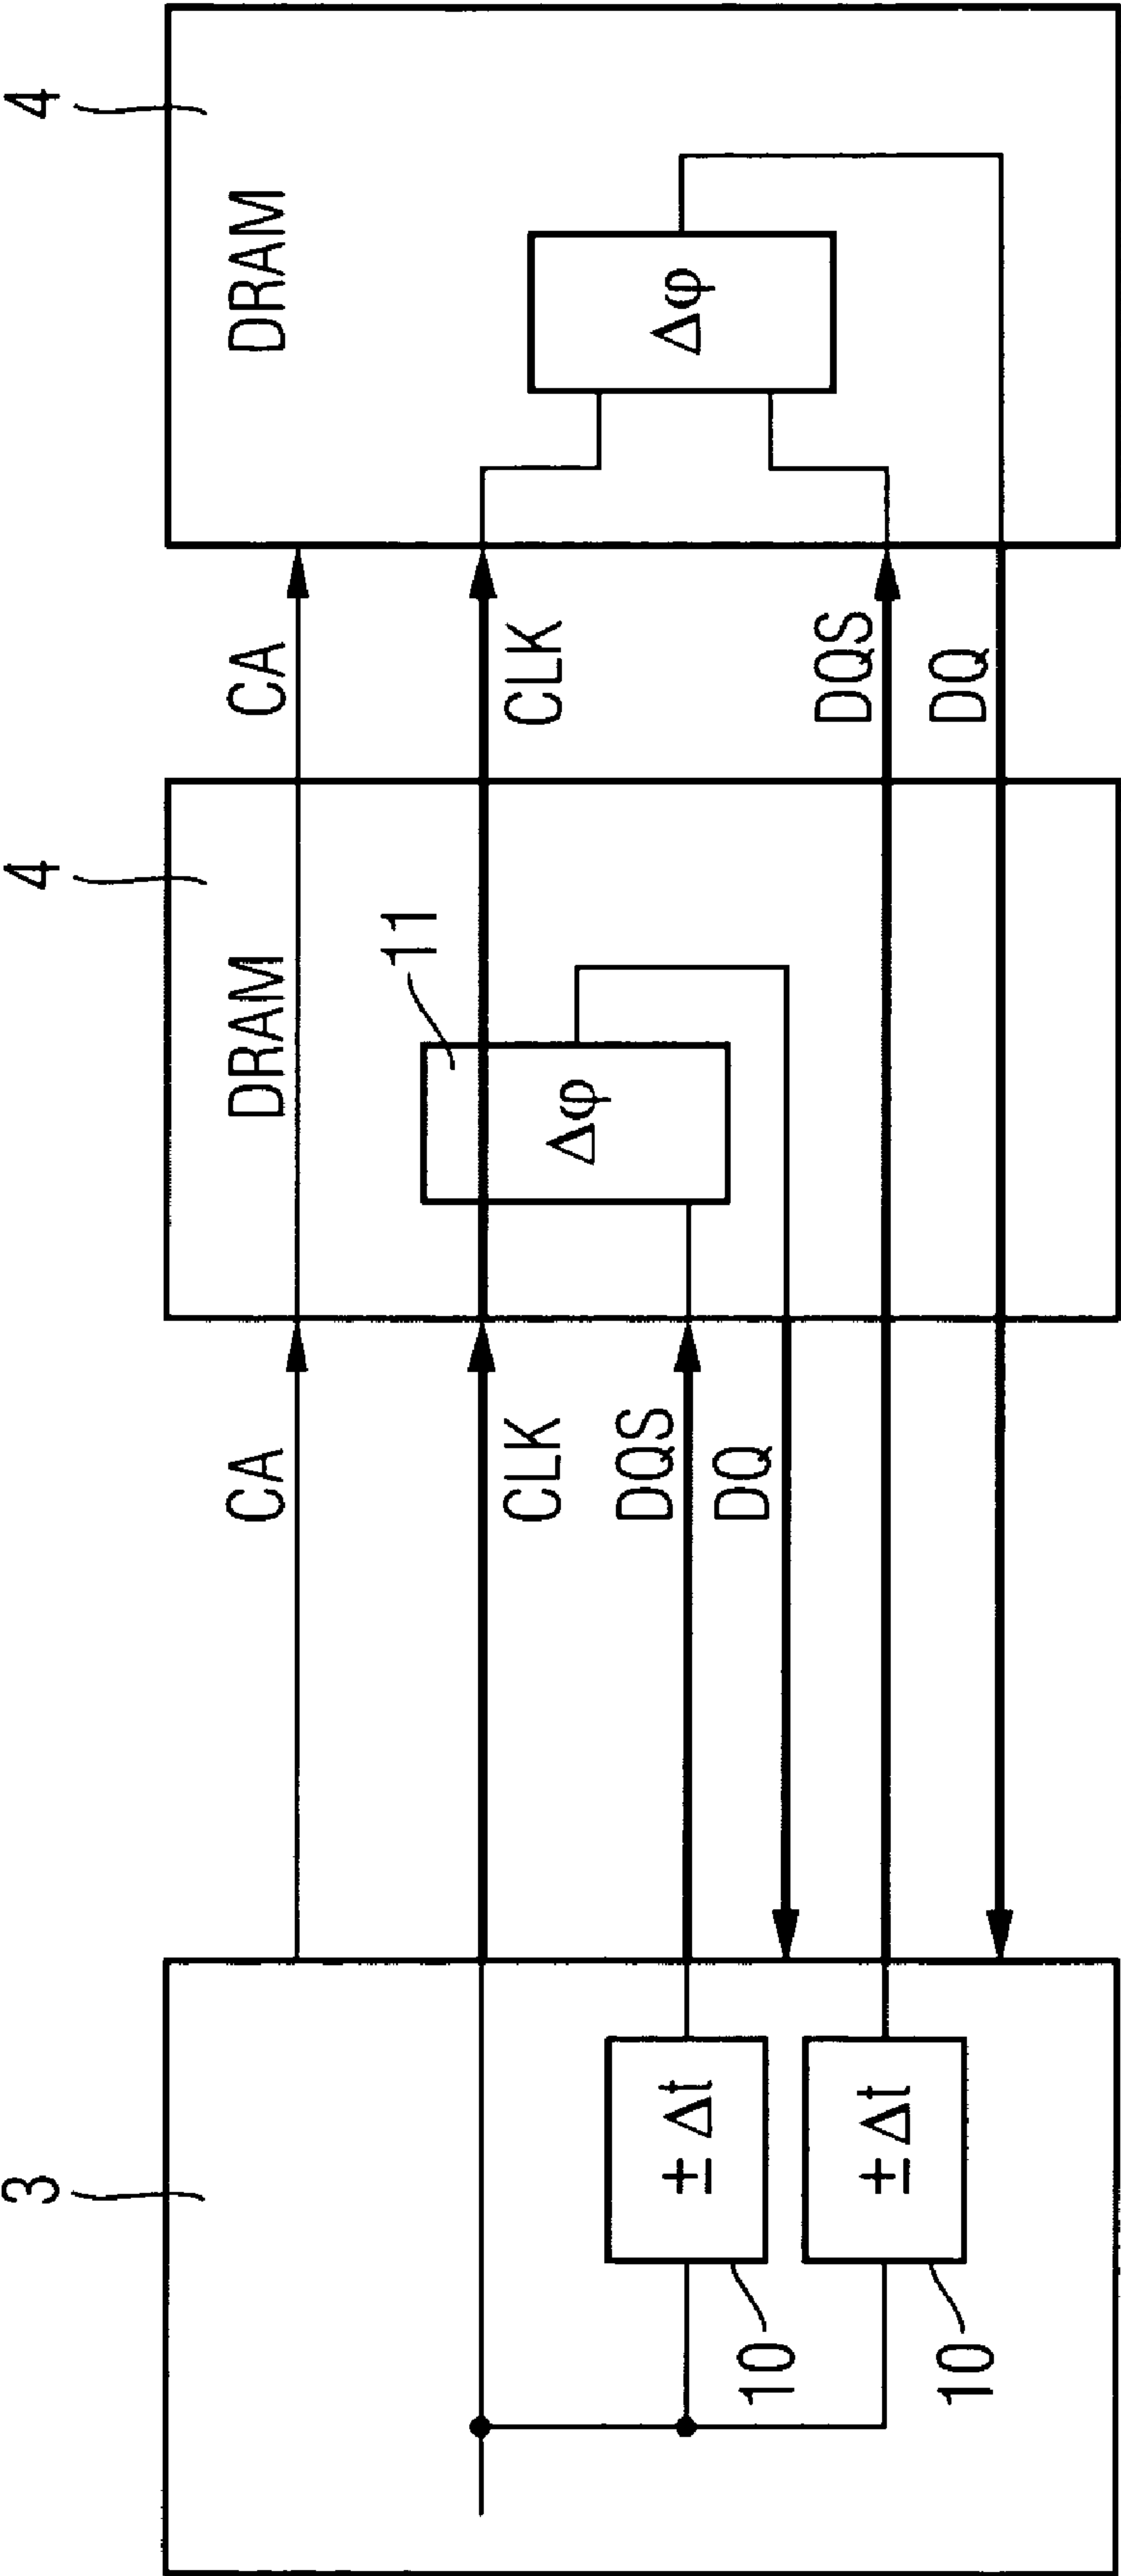 3
4
4
DRAM
DRAM
CA
CA
11
CLK
CLK
Δφ
Δφ
± Δt
DQS
DQS
10
DQ
± Δt
DQ
10